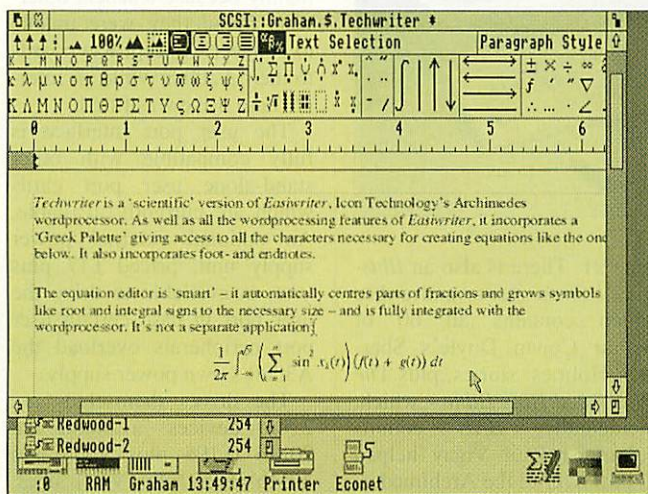 SCSI::Graham.$.Techwriter *
100% Text Selection Paragraph Style
K L M N O P Q R S T U V W X Y Z
κ λ μ ν ο π θ ρ σ τ υ ϖ ω ξ ψ ζ
Κ Λ Μ Ν Ο Π Θ Ρ Σ Τ Υ ς Ω Ξ Ψ Ζ
0 1 2 3 4 5 6
Techwriter is a ‘scientific’ version of Easiwriter, Icon Technology’s Archimedes
wordprocessor. As well as all the wordprocessing features of Easiwriter, it incorporates a
‘Greek Palette’ giving access to all the characters necessary for creating equations like the one
below. It also incorporates foot- and endnotes.
The equation editor is ‘smart’ – it automatically centres parts of fractions and grows symbols
like root and integral signs to the necessary size – and is fully integrated with the
wordprocessor. It’s not a separate application.
sin² (f(t) + g(t)) dt
Redwood-1 254
Redwood-2 254
:0 RAM Graham 13:49:47 Printer Econet